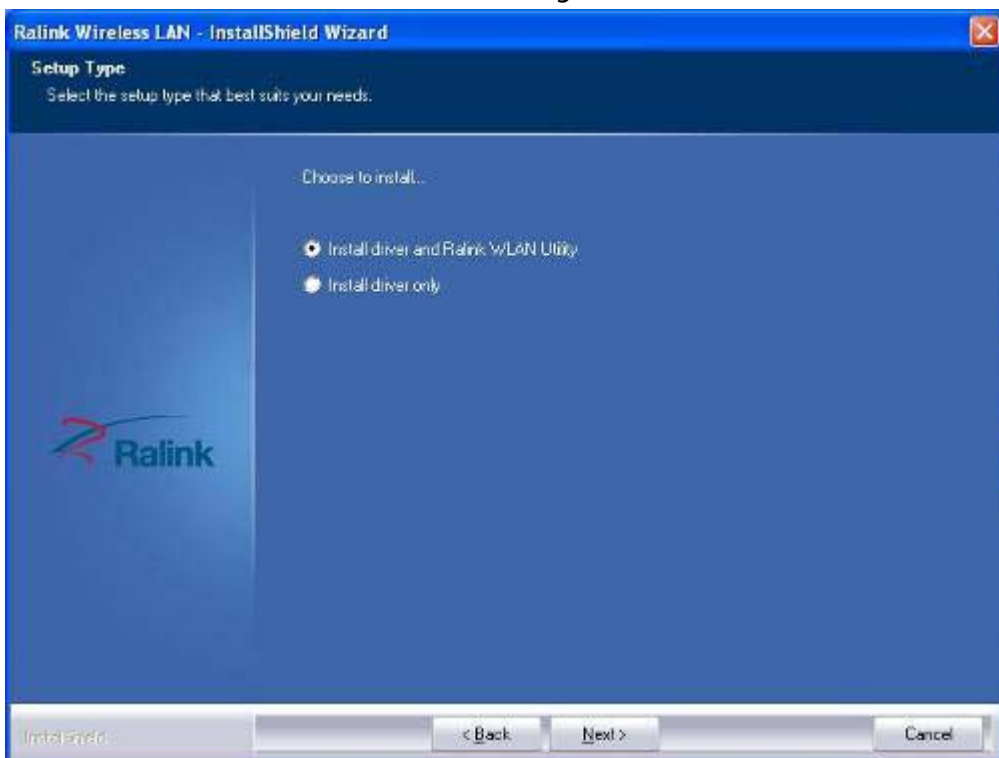 Ralink Wireless LAN - InstallShield Wizard
Setup Type
Select the setup type that best suits your needs.
Choose to install...
Install driver and Ralink WLAN Utility
Install driver only
Ralink
InstallShield
< Back
Next >
Cancel